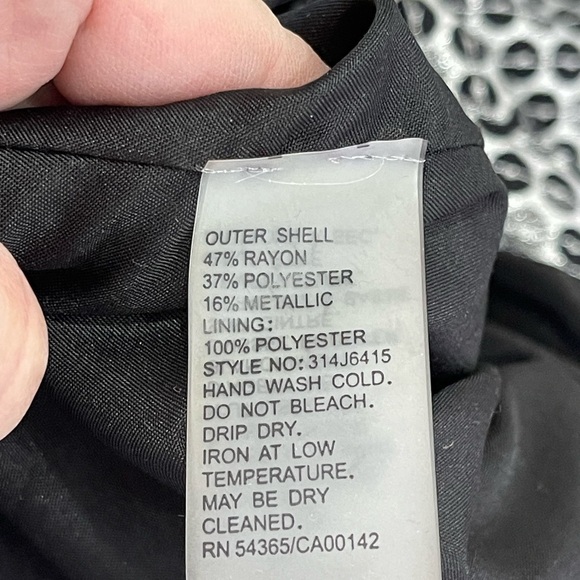 OUTER SHELL
47% RAYON
37% POLYESTER
16% METALLIC
LINING:
100% POLYESTER
STYLE NO: 314J6415
HAND WASH COLD.
DO NOT BLEACH.
DRIP DRY.
IRON AT LOW
TEMPERATURE.
MAY BE DRY
CLEANED.
RN 54365/CA00142